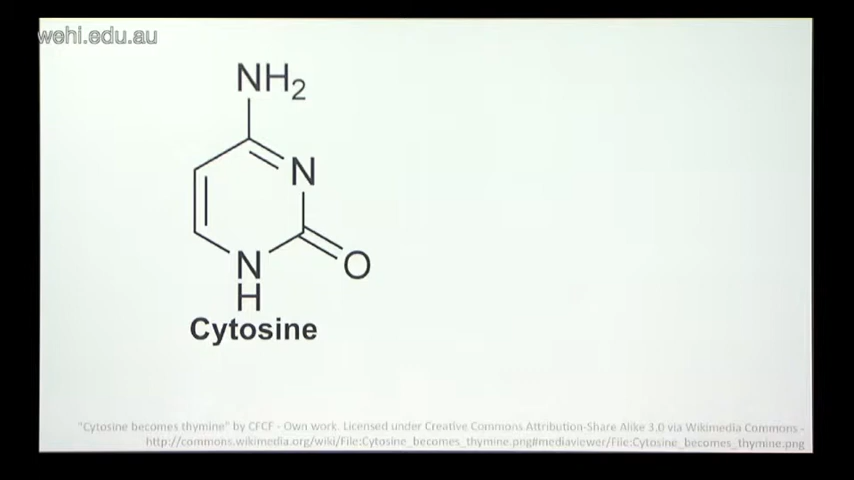 wehi.edu.au
NH2
N
O
N
H
Cytosine
"Cytosine becomes thymine" by CFCF - Own work. Licensed under Creative Commons Attribution-Share Alike 3.0 via Wikimedia Commons -
http://commons.wikimedia.org/wiki/File:Cytosine_becomes_thymine.png#mediaviewer/File:Cytosine_becomes_thymine.png